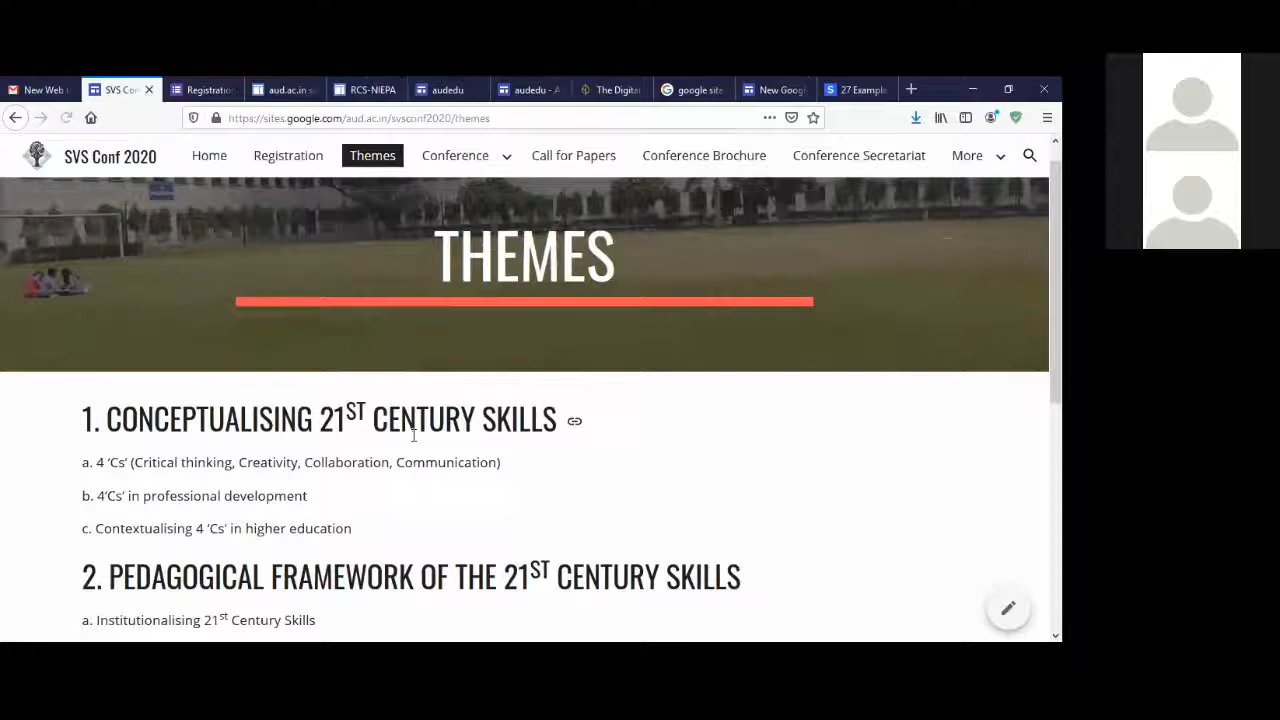 New Web
SVS Con
Registration
aud.ac.in s
RCS-NIEPA
audedu
audedu - A
The Digita
google site
New Googl
27 Example
https://sites.google.com/aud.ac.in/svsconf2020/themes
SVS Conf 2020
Home
Registration
Themes
Conference
Call for Papers
Conference Brochure
Conference Secretariat
More
THEMES
1. CONCEPTUALISING 21ST CENTURY SKILLS
a. 4 ‘Cs’ (Critical thinking, Creativity, Collaboration, Communication)
b. 4‘Cs’ in professional development
c. Contextualising 4 ‘Cs’ in higher education
2. PEDAGOGICAL FRAMEWORK OF THE 21ST CENTURY SKILLS
a. Institutionalising 21st Century Skills